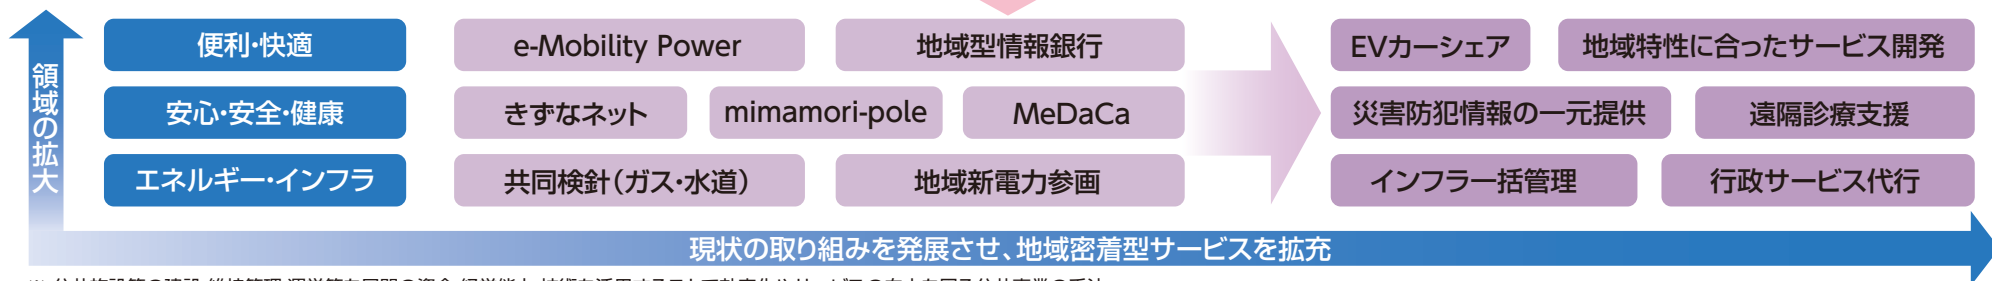 領域の拡大
便利・快適
e-Mobility Power
地域型情報銀行
EVカーシェア
地域特性に合ったサービス開発
安心・安全・健康
きずなネット
mimamori-pole
MeDaCa
災害防犯情報の一元提供
遠隔診療支援
エネルギー・インフラ
共同検針（ガス・水道）
地域新電力参画
インフラ一括管理
行政サービス代行
現状の取り組みを発展させ、地域密着型サービスを拡充